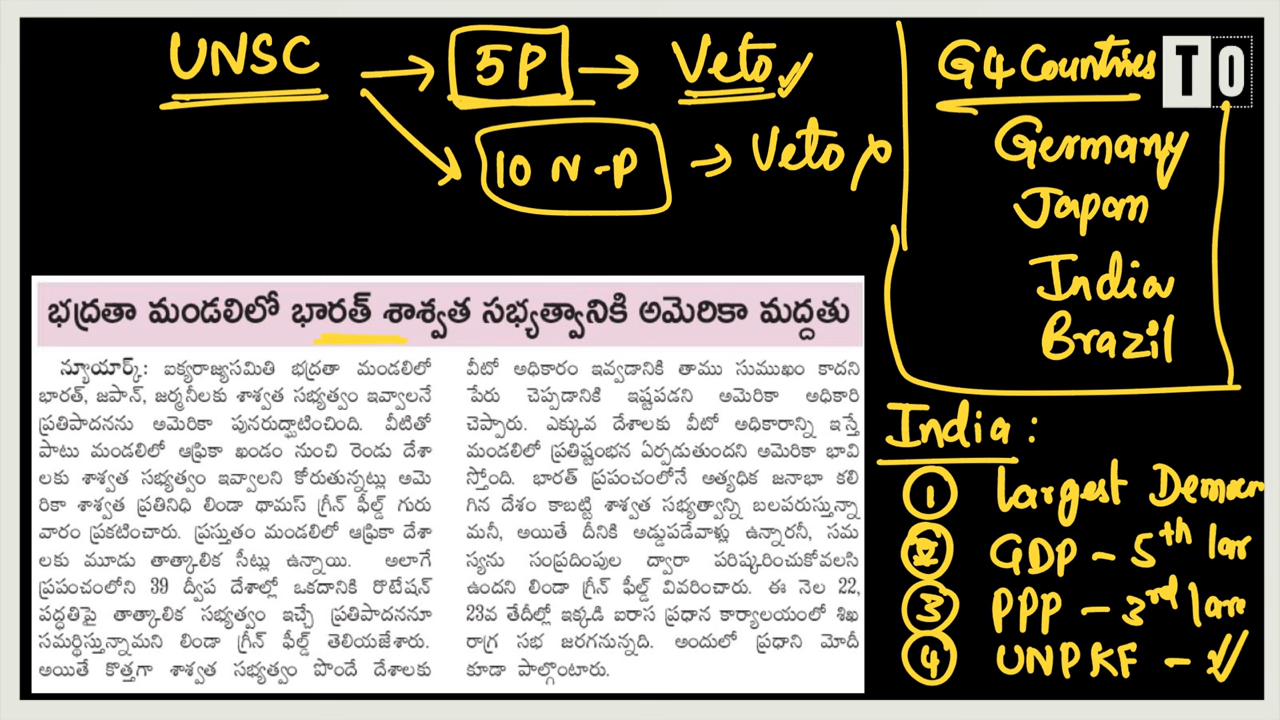 UNSC → 5P → Veto ✓
→ 10 N-P → Veto ×
G4 Countries
Germany
Japan
India
Brazil
TO
భద్రతా మండలిలో భారత్ శాశ్వత సభ్యత్వానికి అమెరికా మద్దతు
న్యూయార్క్: ఐక్యరాజ్యసమితి భద్రతా మండలిలో
భారత్, జపాన్, జర్మనీలకు శాశ్వత సభ్యత్వం ఇవ్వాలనే
ప్రతిపాదనను అమెరికా పునరుద్ఘాటించింది. వీటితో
పాటు మండలిలో ఆఫ్రికా ఖండం నుంచి రెండు దేశా
లకు శాశ్వత సభ్యత్వం ఇవ్వాలని కోరుతున్నట్లు అమె
రికా శాశ్వత ప్రతినిధి లిండా థామస్ గ్రీన్ ఫీల్డ్ గురు
వారం ప్రకటించారు. ప్రస్తుతం మండలిలో ఆఫ్రికా దేశా
లకు మూడు తాత్కాలిక సీట్లు ఉన్నాయి. అలాగే
ప్రపంచంలోని 39 ద్వీప దేశాల్లో ఒకదానికి రొటేషన్
పద్ధతిపై తాత్కాలిక సభ్యత్వం ఇచ్చే ప్రతిపాదననూ
సమర్థిస్తున్నామని లిండా గ్రీన్ ఫీల్డ్ తెలియజేశారు.
అయితే కొత్తగా శాశ్వత సభ్యత్వం పొందే దేశాలకు
వీటో అధికారం ఇవ్వడానికి తాము సుముఖం కాదని
పేరు చెప్పడానికి ఇష్టపడని అమెరికా అధికారి
చెప్పారు. ఎక్కువ దేశాలకు వీటో అధికారాన్ని ఇస్తే
మండలిలో ప్రతిష్టంభన ఏర్పడుతుందని అమెరికా భావి
స్తోంది. భారత్ ప్రపంచంలోనే అత్యధిక జనాభా కలి
గిన దేశం కాబట్టి శాశ్వత సభ్యత్వాన్ని బలపరుస్తున్నా
మనీ, అయితే దీనికి అడ్డుపడేవాళ్లు ఉన్నారనీ, సమ
స్యను సంప్రదింపుల ద్వారా పరిష్కరించుకోవలసి
ఉందని లిండా గ్రీన్ ఫీల్డ్ వివరించారు. ఈ నెల 22,
23వ తేదీల్లో ఇక్కడి ఐరాస ప్రధాన కార్యాలయంలో శిఖ
రాగ్ర సభ జరగనున్నది. అందులో ప్రధాని మోదీ
కూడా పాల్గొంటారు.
India :
① Largest Democr
② GDP – 5th lar
③ PPP – 3rd lar
④ UNPKF – ✓